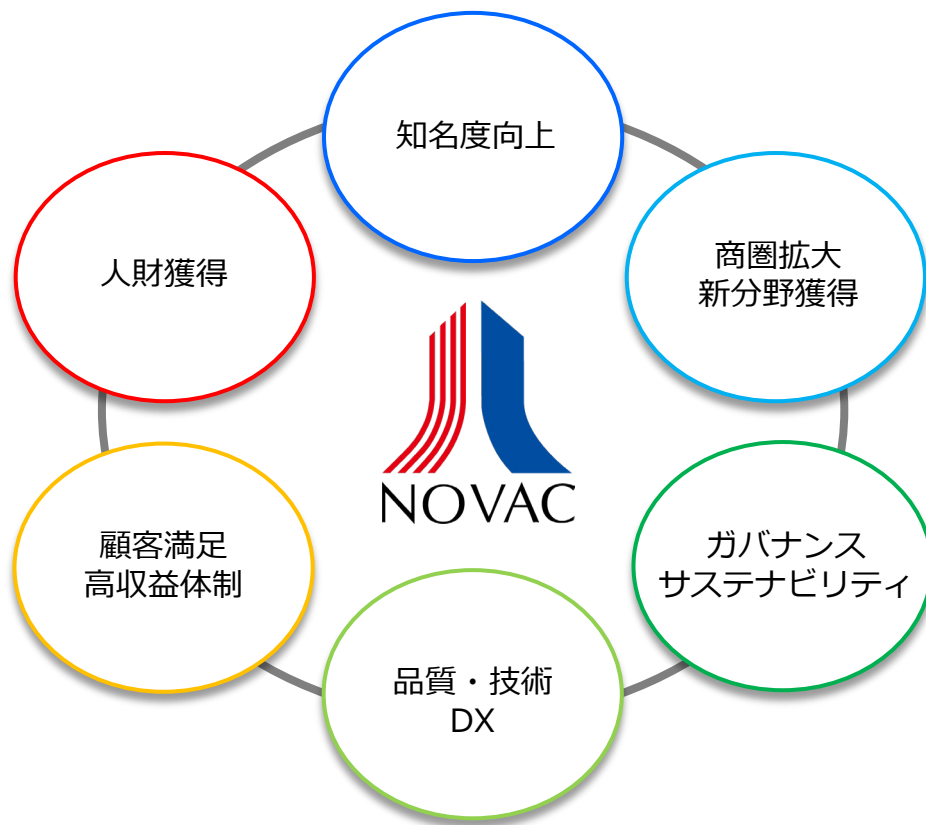 知名度向上
人財獲得
商圏拡大
新分野獲得
NOVAC
顧客満足
高収益体制
ガバナンス
サステナビリティ
品質・技術
DX